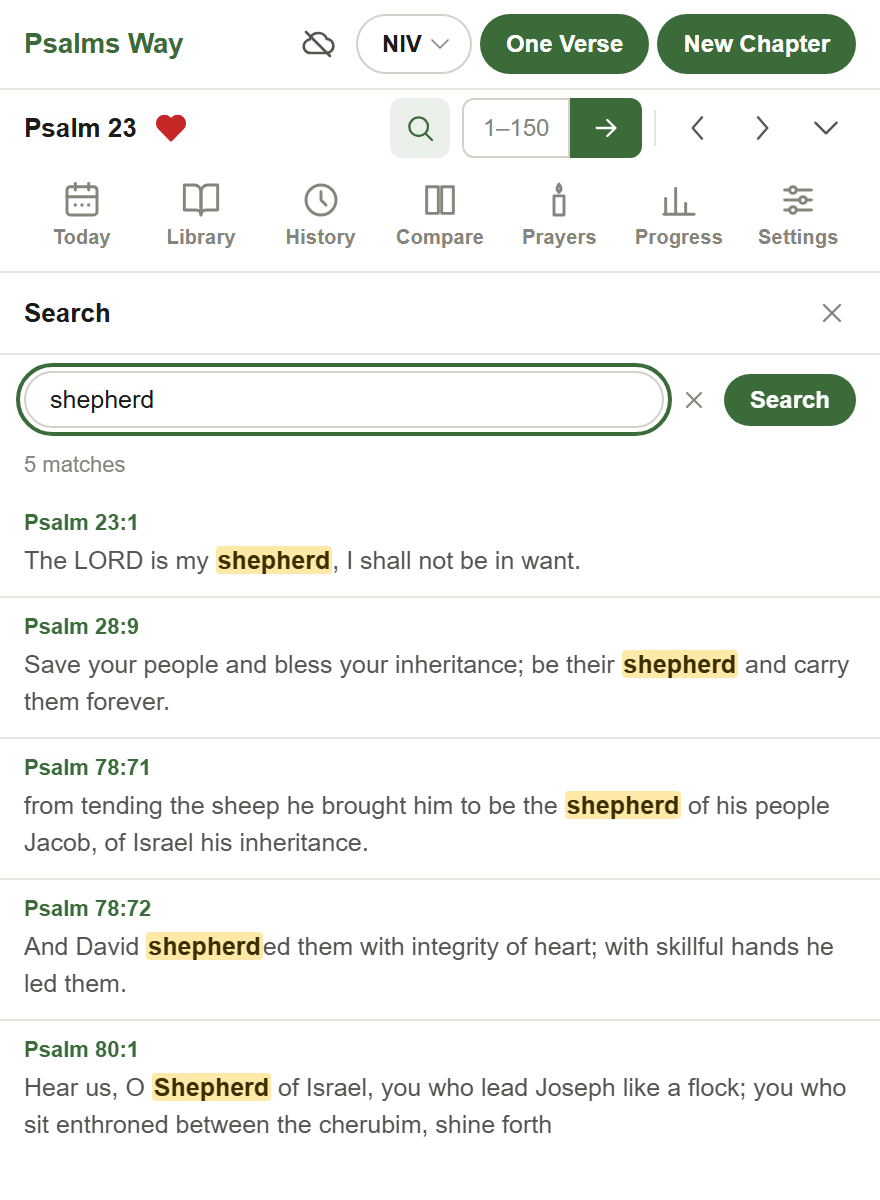 Psalms Way
NIV
One Verse
New Chapter
Psalm 23
1–150
Today
Library
History
Compare
Prayers
Progress
Settings
Search
shepherd
Search
5 matches
Psalm 23:1
The LORD is my shepherd, I shall not be in want.
Psalm 28:9
Save your people and bless your inheritance; be their shepherd and carry
them forever.
Psalm 78:71
from tending the sheep he brought him to be the shepherd of his people
Jacob, of Israel his inheritance.
Psalm 78:72
And David shepherded them with integrity of heart; with skillful hands he
led them.
Psalm 80:1
Hear us, O Shepherd of Israel, you who lead Joseph like a flock; you who
sit enthroned between the cherubim, shine forth